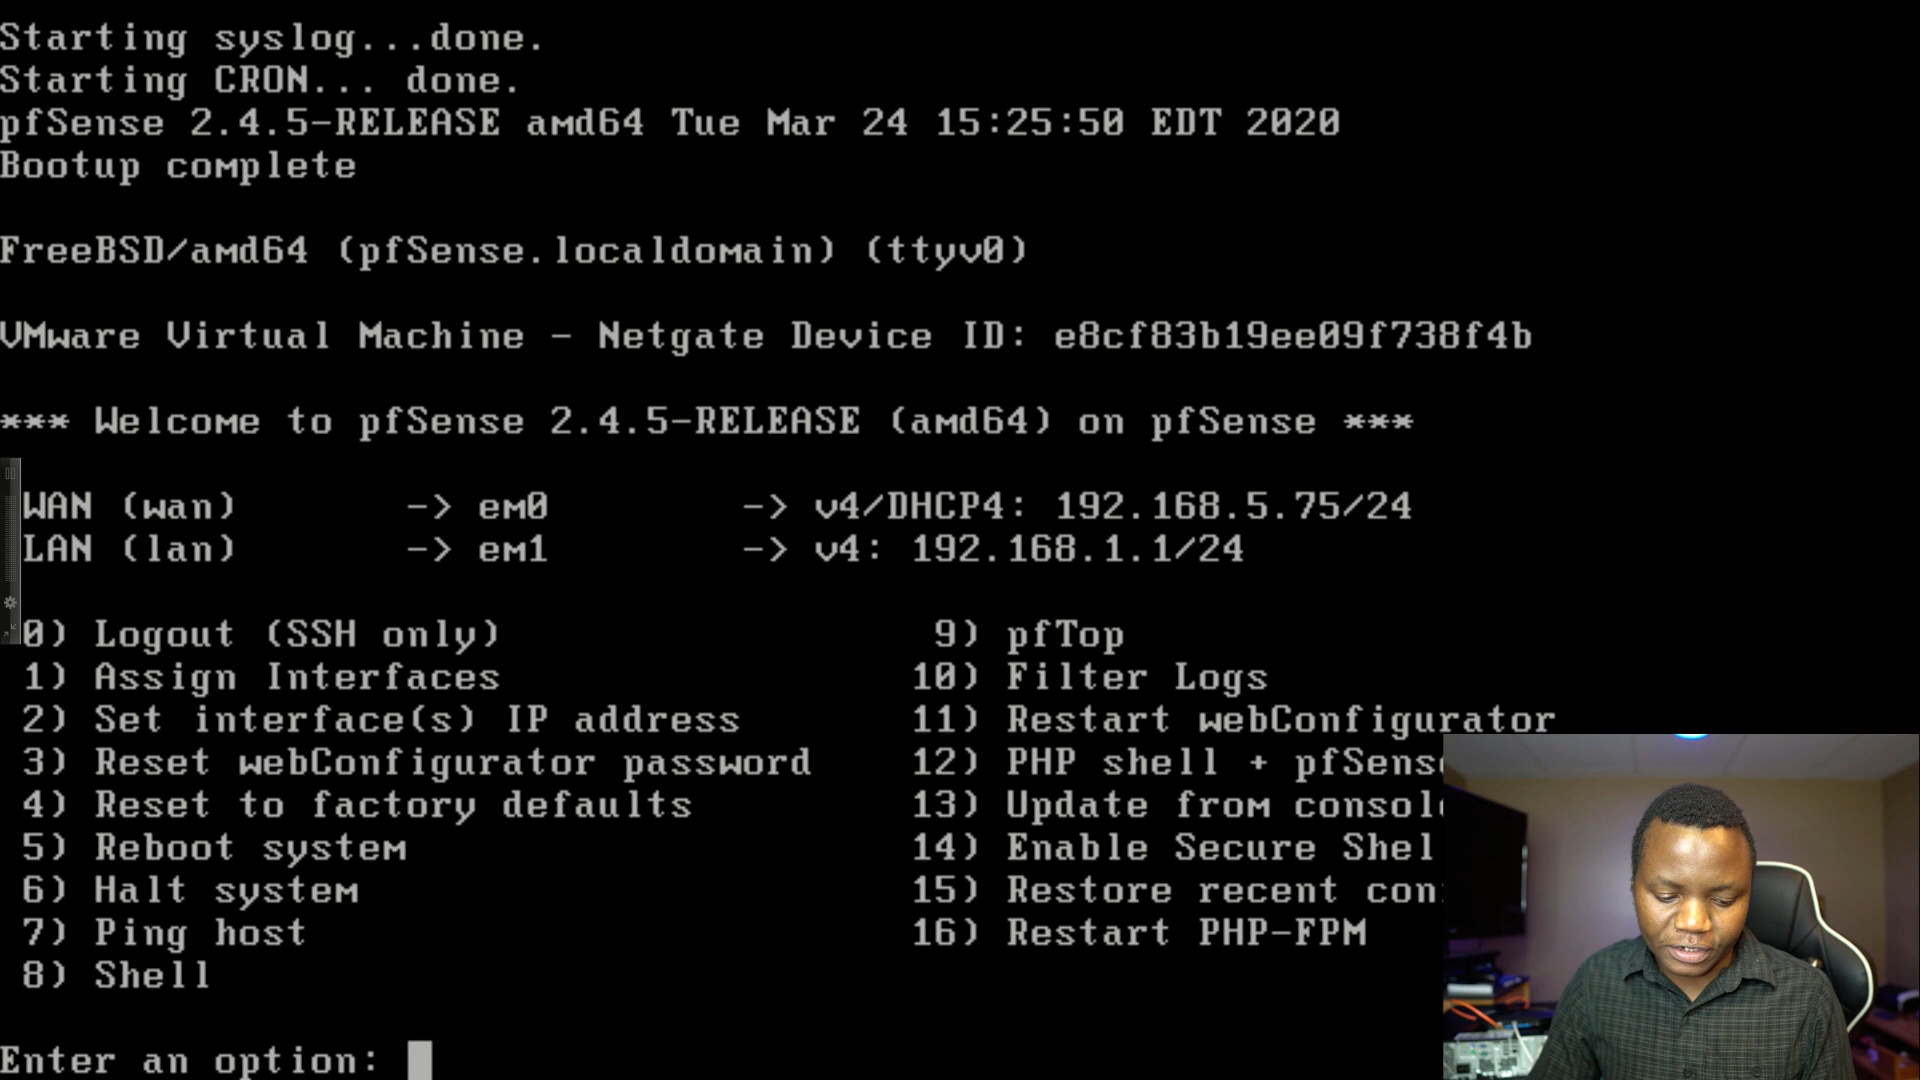 Starting syslog...done.
Starting CRON... done.
pfSense 2.4.5-RELEASE amd64 Tue Mar 24 15:25:50 EDT 2020
Bootup complete
FreeBSD/amd64 (pfSense.localdomain) (ttyv0)
VMware Virtual Machine - Netgate Device ID: e8cf83b19ee09f738f4b
*** Welcome to pfSense 2.4.5-RELEASE (amd64) on pfSense ***
WAN (wan) -> em0 -> v4/DHCP4: 192.168.5.75/24
LAN (lan) -> em1 -> v4: 192.168.1.1/24
0) Logout (SSH only) 9) pfTop
1) Assign Interfaces 10) Filter Logs
2) Set interface(s) IP address 11) Restart webConfigurator
3) Reset webConfigurator password 12) PHP shell + pfSens
4) Reset to factory defaults 13) Update from consol
5) Reboot system 14) Enable Secure Shel
6) Halt system 15) Restore recent con
7) Ping host 16) Restart PHP-FPM
8) Shell
Enter an option: